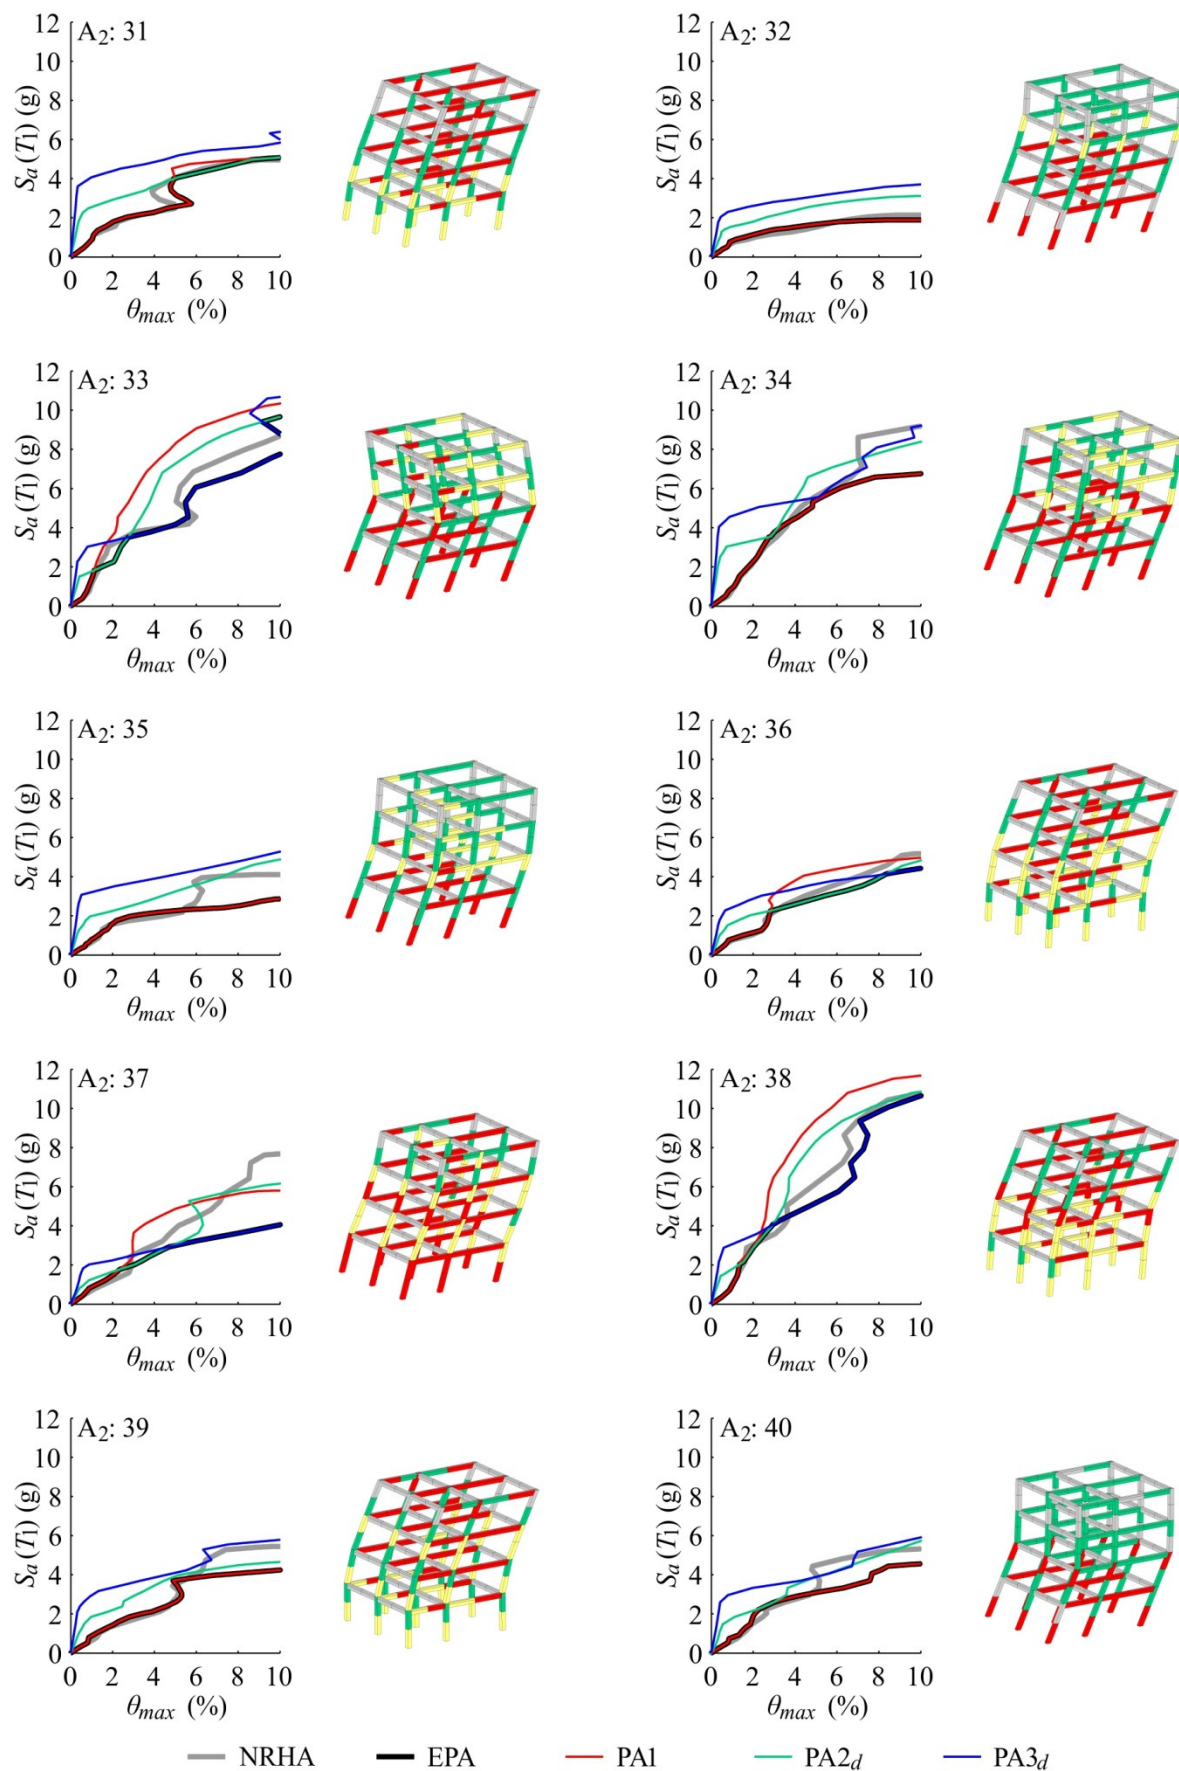 A2: 31
12
10
8
6
4
2
0
Sa(T1) (g)
0 2 4 6 8 10
θmax (%)
A2: 32
12
10
8
6
4
2
0
Sa(T1) (g)
0 2 4 6 8 10
θmax (%)
A2: 33
12
10
8
6
4
2
0
Sa(T1) (g)
0 2 4 6 8 10
θmax (%)
A2: 34
12
10
8
6
4
2
0
Sa(T1) (g)
0 2 4 6 8 10
θmax (%)
A2: 35
12
10
8
6
4
2
0
Sa(T1) (g)
0 2 4 6 8 10
θmax (%)
A2: 36
12
10
8
6
4
2
0
Sa(T1) (g)
0 2 4 6 8 10
θmax (%)
A2: 37
12
10
8
6
4
2
0
Sa(T1) (g)
0 2 4 6 8 10
θmax (%)
A2: 38
12
10
8
6
4
2
0
Sa(T1) (g)
0 2 4 6 8 10
θmax (%)
A2: 39
12
10
8
6
4
2
0
Sa(T1) (g)
0 2 4 6 8 10
θmax (%)
A2: 40
12
10
8
6
4
2
0
Sa(T1) (g)
0 2 4 6 8 10
θmax (%)
NRHA EPA PA1 PA2d PA3d